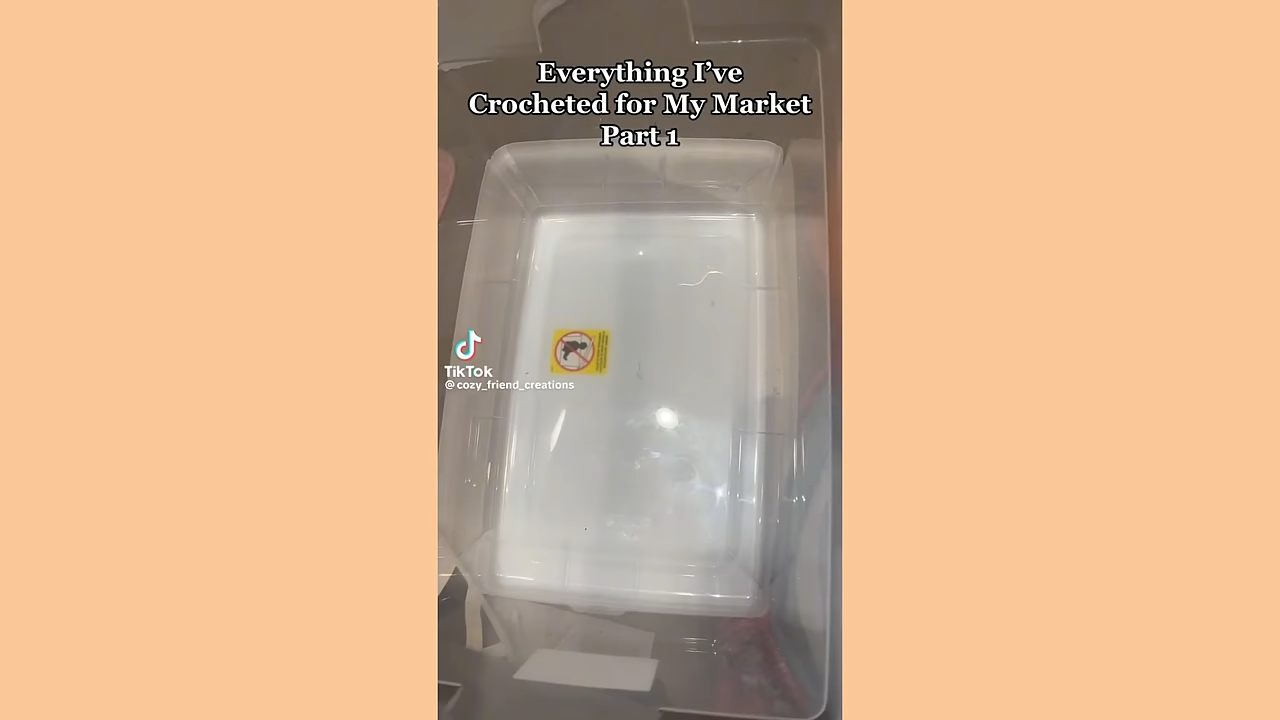 Everything I’ve
Crocheted for My Market
Part 1
TikTok
@cozy_friend_creations